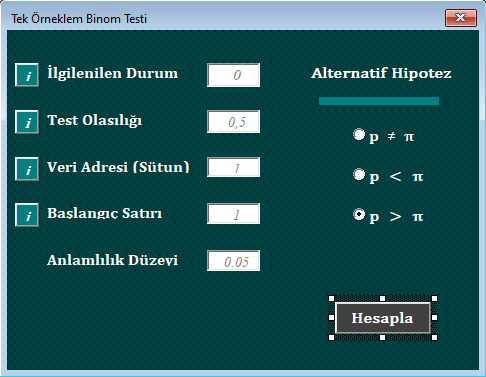 Tek Örneklem Binom Testi
i İlgilenilen Durum 0
i Test Olasılığı 0,5
i Veri Adresi (Sütun) 1
i Başlangıç Satırı 1
Anlamlılık Düzeyi 0.05
Alternatif Hipotez
p ≠ π
p < π
p > π
Hesapla